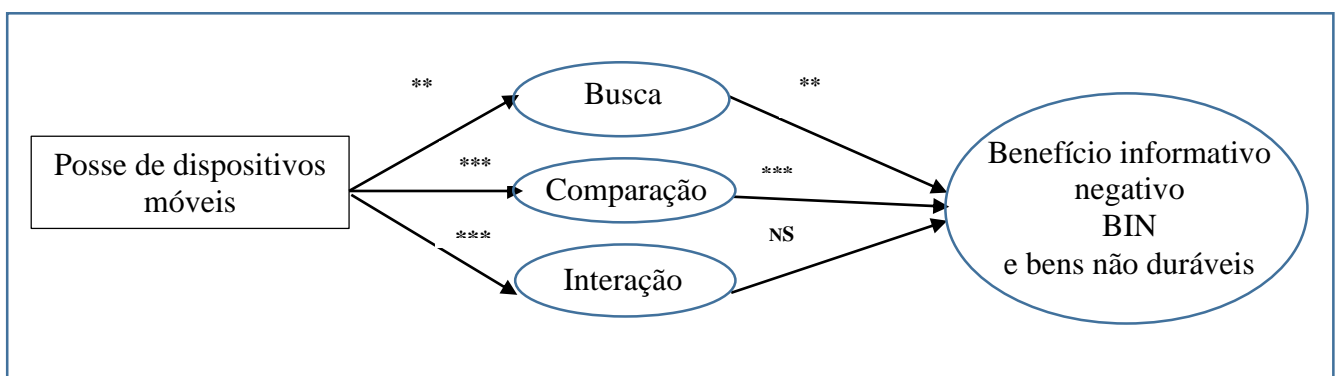 **
Busca
**
Posse de dispositivos
móveis
***
Comparação
***
***
Interação
NS
Benefício informativo
negativo
BIN
e bens não duráveis